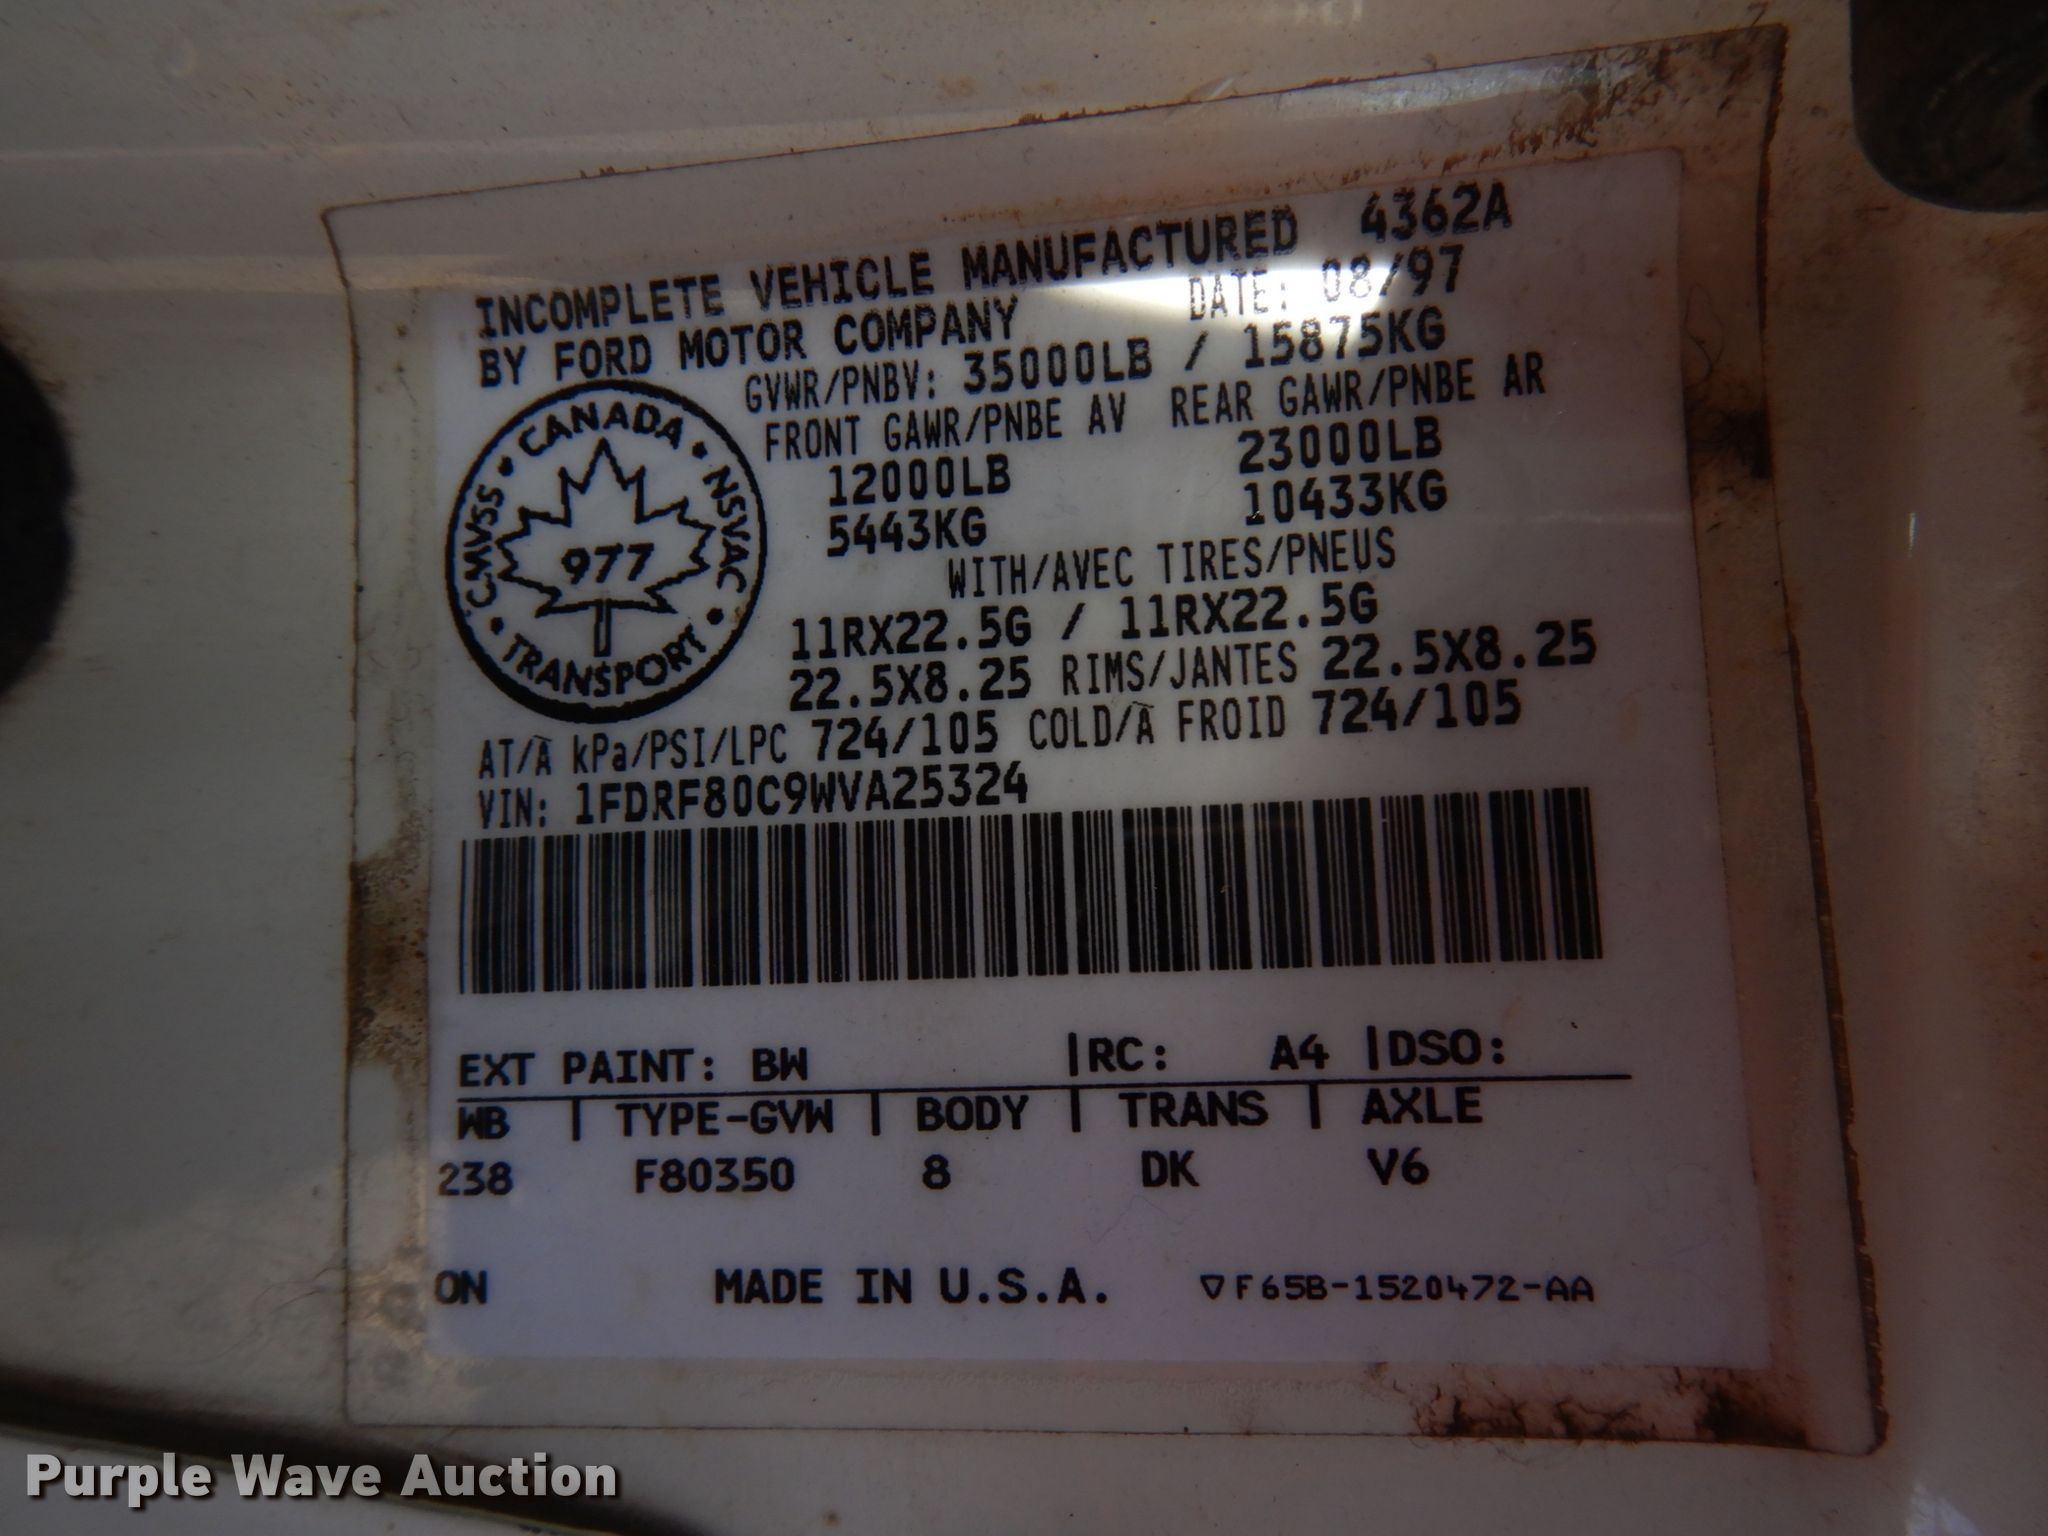 INCOMPLETE VEHICLE MANUFACTURED 4362A
BY FORD MOTOR COMPANY DATE: 08/97
GVWR/PNBV: 35000LB / 15875KG
FRONT GAWR/PNBE AV REAR GAWR/PNBE AR
12000LB 23000LB
5443KG 10433KG
WITH/AVEC TIRES/PNEUS
11RX22.5G / 11RX22.5G
22.5X8.25 RIMS/JANTES 22.5X8.25
AT/À kPa/PSI/LPC 724/105 COLD/À FROID 724/105
VIN: 1FDRF80C9WVA25324
CANADA
NSVAC
TRANSPORT
CMVSS
977
EXT PAINT: BW |RC: A4 |DSO:
WB | TYPE-GVW | BODY | TRANS | AXLE
238 F80350 8 DK V6
ON MADE IN U.S.A. ▽F65B-1520472-AA
Purple Wave Auction